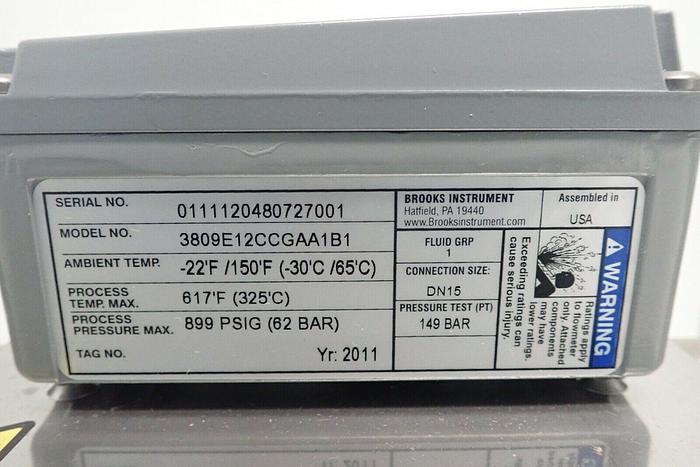 SERIAL NO. 0111120480727001
MODEL NO. 3809E12CCGAA1B1
AMBIENT TEMP. -22'F /150'F (-30'C /65'C)
PROCESS
TEMP. MAX. 617'F (325'C)
PROCESS
PRESSURE MAX. 899 PSIG (62 BAR)
TAG NO. Yr: 2011
BROOKS INSTRUMENT
Hatfield, PA 19440
www.Brooksinstrument.com
Assembled in
USA
FLUID GRP
1
CONNECTION SIZE:
DN15
PRESSURE TEST (PT)
149 BAR
WARNING
Ratings apply
to flowmeter
only. Attached
components
may have
lower ratings.
Exceeding ratings can
cause serious injury.